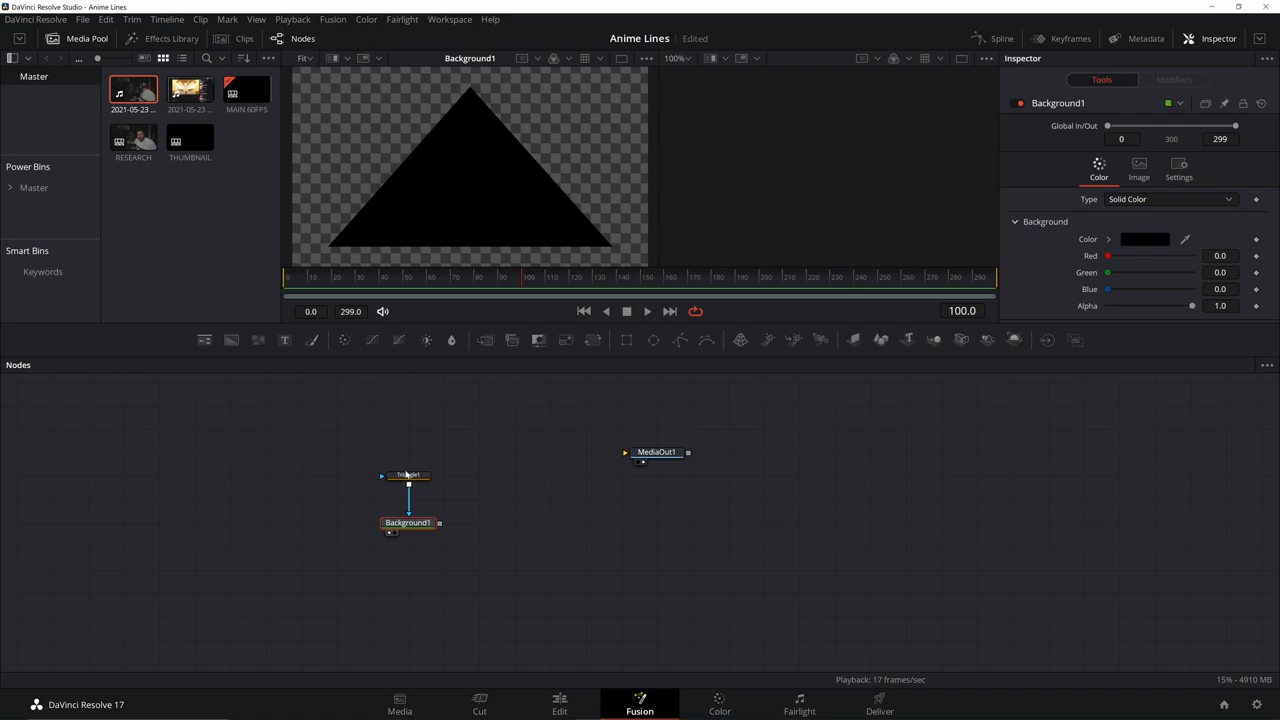 DaVinci Resolve Studio - Anime Lines
DaVinci Resolve File Edit Trim Timeline Clip Mark View Playback Fusion Color Fairlight Workspace Help
Media Pool Effects Library Clips Nodes Anime Lines Edited Spline Keyframes Metadata Inspector
... Fit Background1 100% Inspector
Master
2021-05-23 ... 2021-05-23 ... MAIN 60FPS
RESEARCH THUMBNAIL
Power Bins
Master
Smart Bins
Keywords
Tools Modifiers
Background1
Global In/Out
0 300 299
Color Image Settings
Type Solid Color
Background
Color
Red 0.0
Green 0.0
Blue 0.0
Alpha 1.0
0 10 20 30 40 50 60 70 80 90 100 110 120 130 140 150 160 170 180 190 200 210 220 230 240 250 260 270 280 290
0.0 299.0 100.0
Nodes
MediaOut1
Triangle1
Background1
Playback: 17 frames/sec 15% - 4910 MB
DaVinci Resolve 17 Media Cut Edit Fusion Color Fairlight Deliver